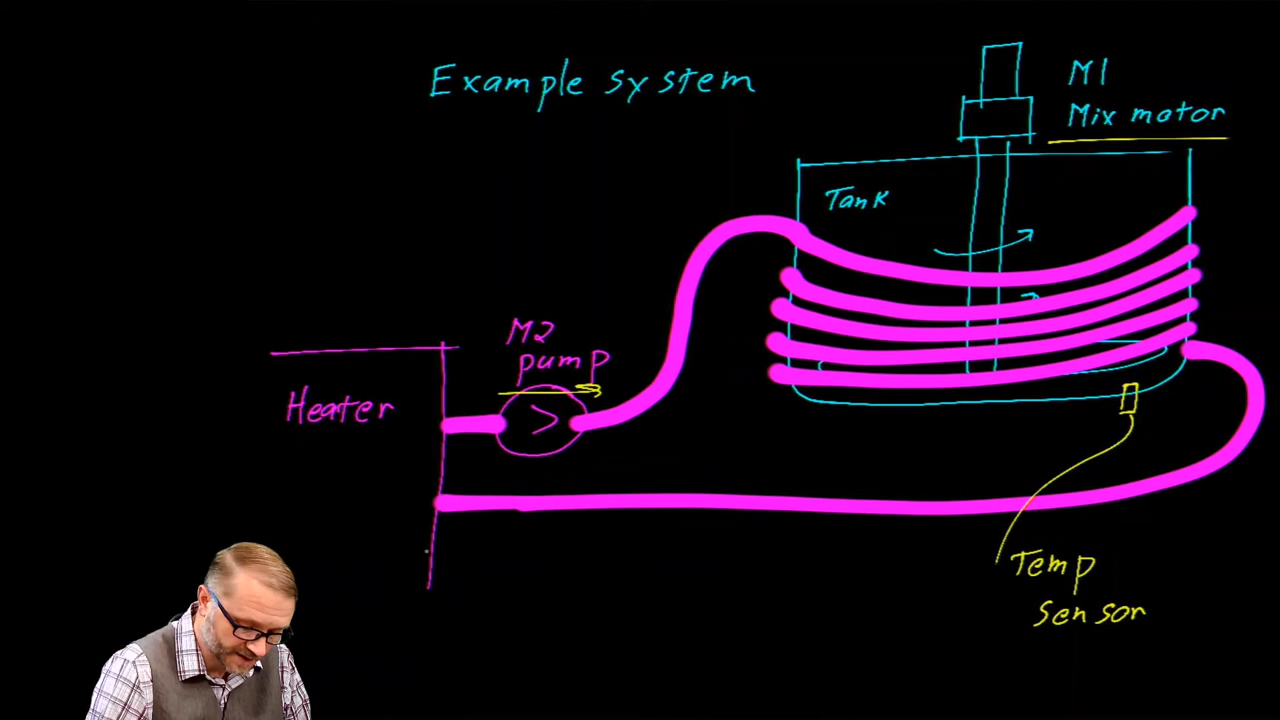 Example system
M1
Mix motor
Tank
M2
pump
>
Heater
Temp
sensor